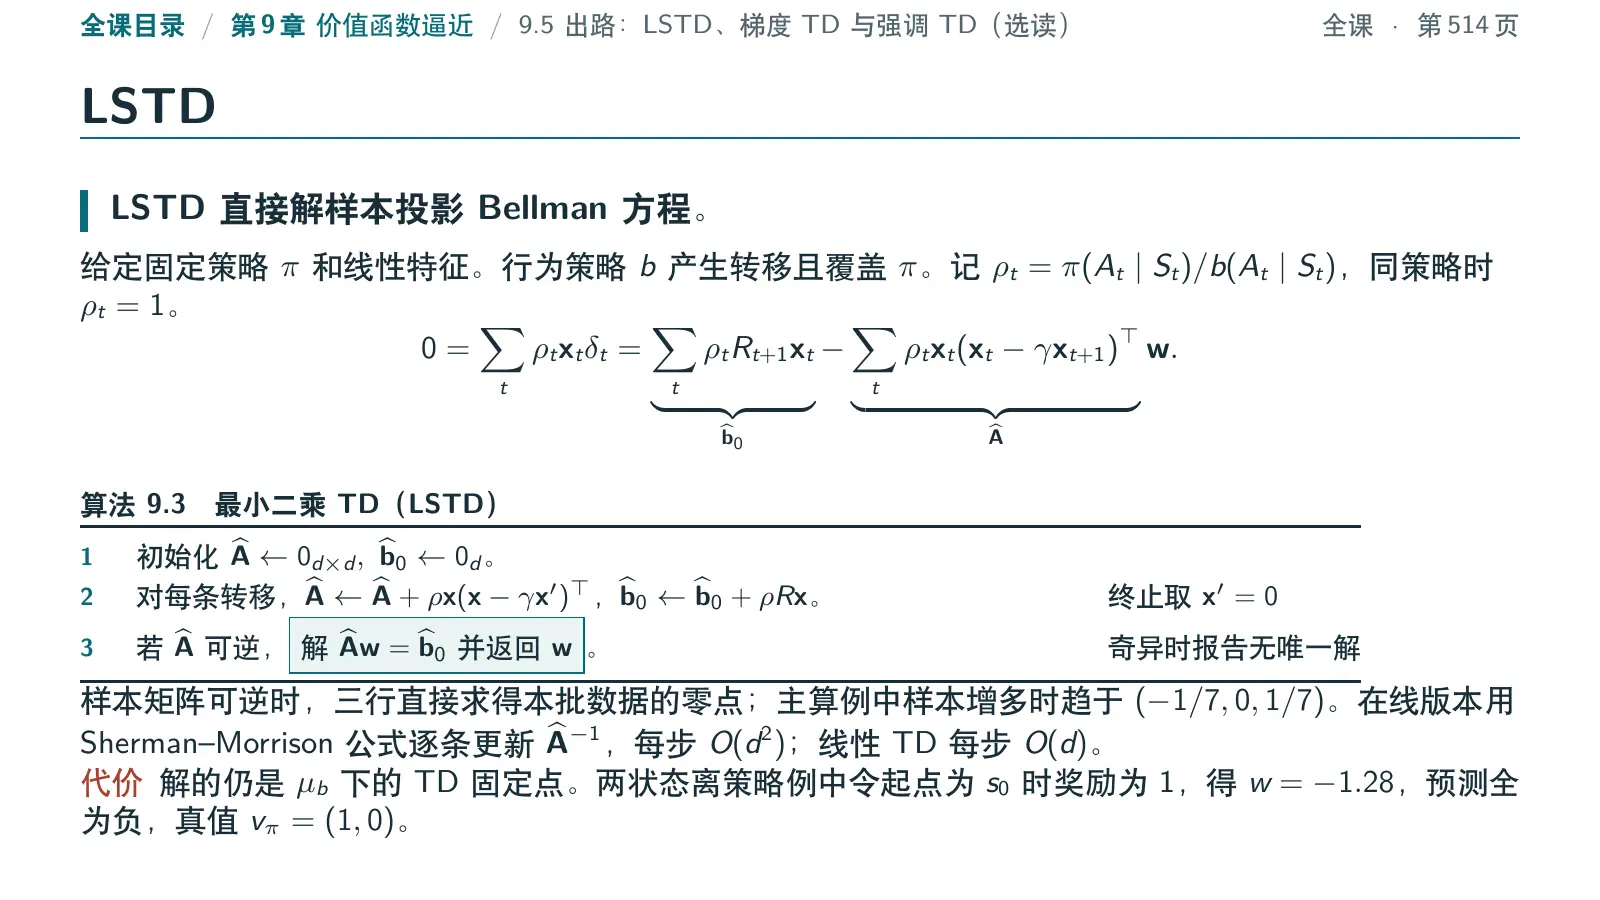 全课目录 / 第 9 章 价值函数逼近 / 9.5 出路：LSTD、梯度 TD 与强调 TD（选读） 全课 · 第 514 页
LSTD
LSTD 直接解样本投影 Bellman 方程。
给定固定策略 π 和线性特征。行为策略 b 产生转移且覆盖 π。记 ρ_t = π(A_t | S_t)/b(A_t | S_t)，同策略时
ρ_t = 1。
0 = ∑_t ρ_t x_t δ_t = ∑_t ρ_t R_{t+1} x_t − ∑_t ρ_t x_t (x_t − γx_{t+1})^⊤ w.
b̂_0 Â
算法 9.3 最小二乘 TD（LSTD）
1 初始化 Â ← 0_{d×d}, b̂_0 ← 0_d。
2 对每条转移，Â ← Â + ρx(x − γx′)^⊤，b̂_0 ← b̂_0 + ρRx。 终止取 x′ = 0
3 若 Â 可逆， 解 Âw = b̂_0 并返回 w 。 奇异时报告无唯一解
样本矩阵可逆时，三行直接求得本批数据的零点；主算例中样本增多时趋于 (−1/7, 0, 1/7)。在线版本用
Sherman–Morrison 公式逐条更新 Â^{−1}，每步 O(d²)；线性 TD 每步 O(d)。
代价 解的仍是 μ_b 下的 TD 固定点。两状态离策略例中令起点为 s_0 时奖励为 1，得 w = −1.28，预测全
为负，真值 v_π = (1, 0)。